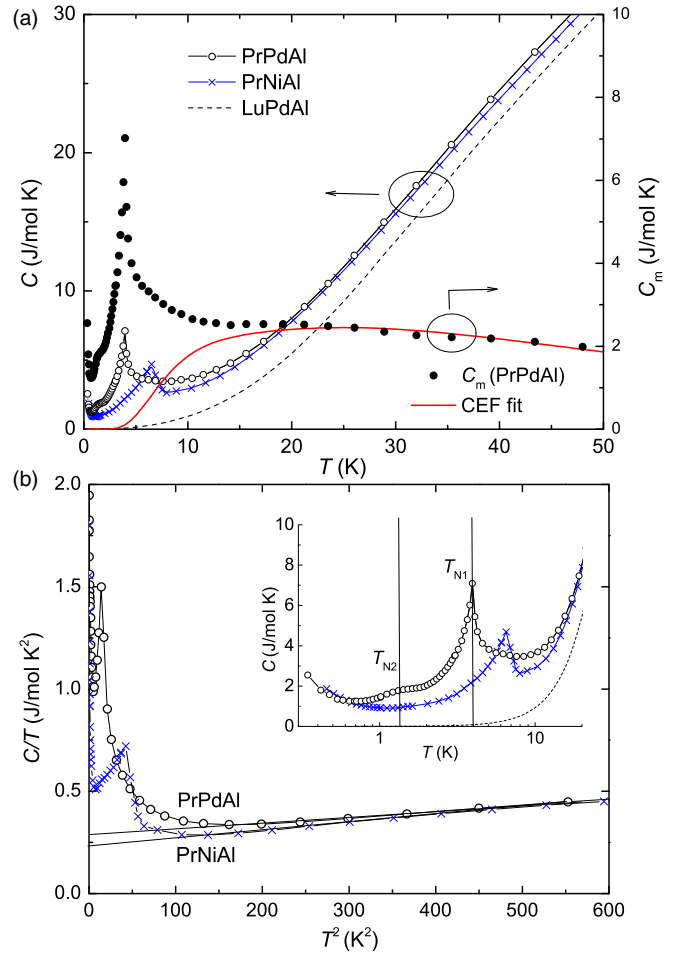 (a)
30
20
10
0
C (J/mol K)
PrPdAl
PrNiAl
LuPdAl
10
8
6
4
2
0
Cm (J/mol K)
Cm (PrPdAl)
CEF fit
0 10 20 30 40 50
T (K)
(b)
2.0
1.5
1.0
0.5
0.0
C/T (J/mol K²)
PrPdAl
PrNiAl
10
8
6
4
2
0
C (J/mol K)
TN1
TN2
1 10
T (K)
0 100 200 300 400 500 600
T² (K²)